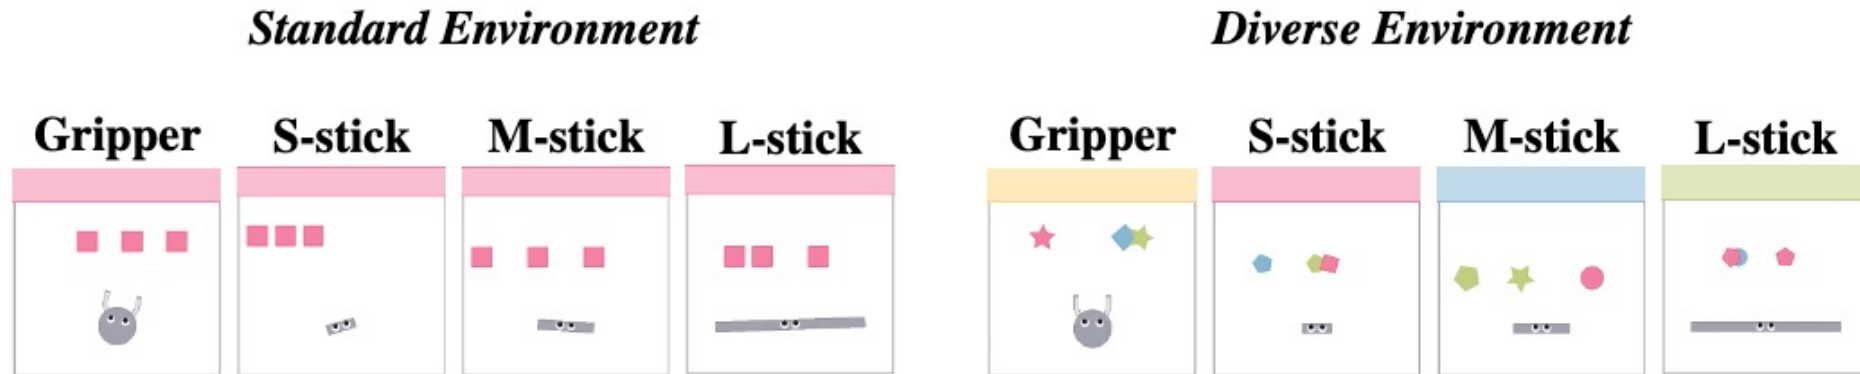 Standard Environment
Diverse Environment
Gripper S-stick M-stick L-stick
Gripper S-stick M-stick L-stick